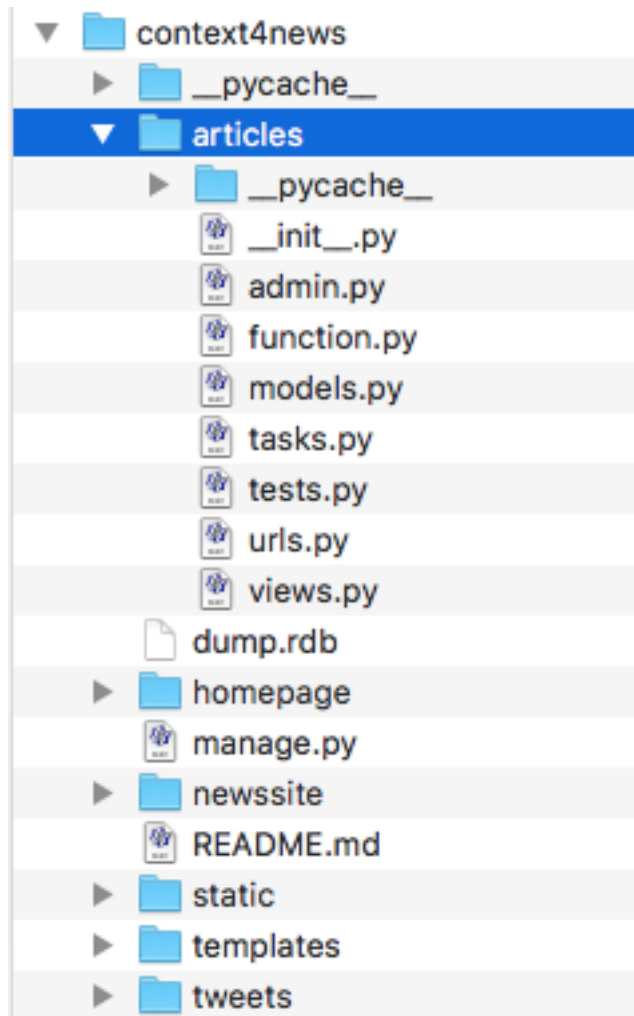 context4news
__pycache__
articles
__pycache__
__init__.py
admin.py
function.py
models.py
tasks.py
tests.py
urls.py
views.py
dump.rdb
homepage
manage.py
newssite
README.md
static
templates
tweets